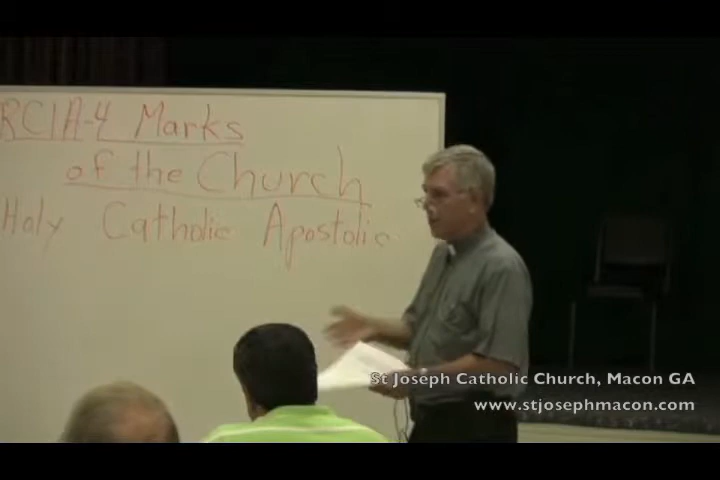 RCIA-4 Marks
of the Church
Holy Catholic Apostolic
St Joseph Catholic Church, Macon GA
www.stjosephmacon.com